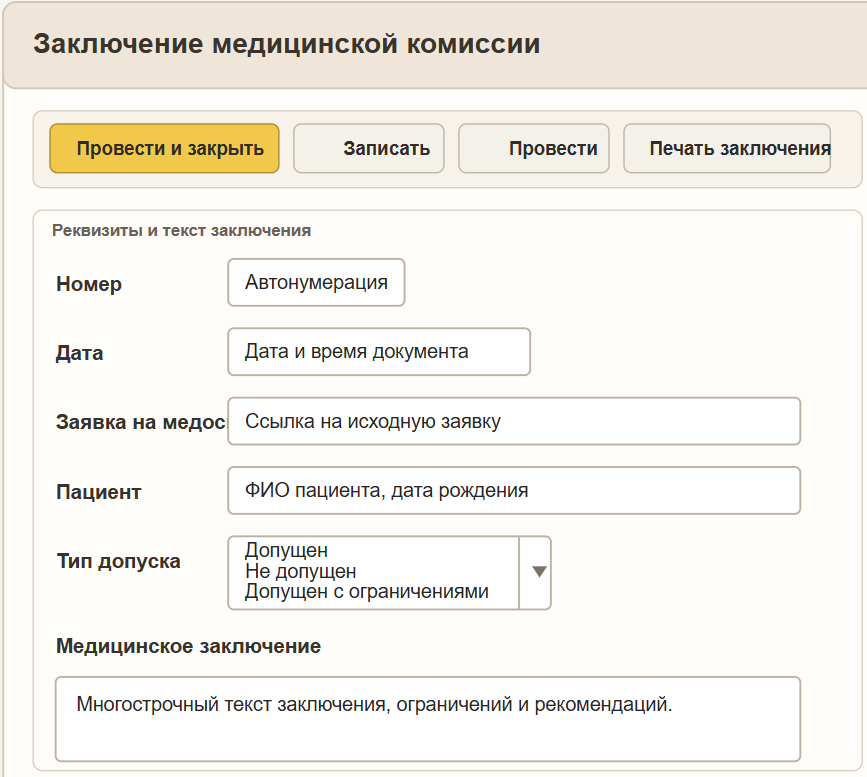 Заключение медицинской комиссии
Провести и закрыть
Записать
Провести
Печать заключения
Реквизиты и текст заключения
Номер
Автонумерация
Дата
Дата и время документа
Заявка на медос
Ссылка на исходную заявку
Пациент
ФИО пациента, дата рождения
Тип допуска
Допущен
Не допущен
Допущен с ограничениями
Медицинское заключение
Многострочный текст заключения, ограничений и рекомендаций.